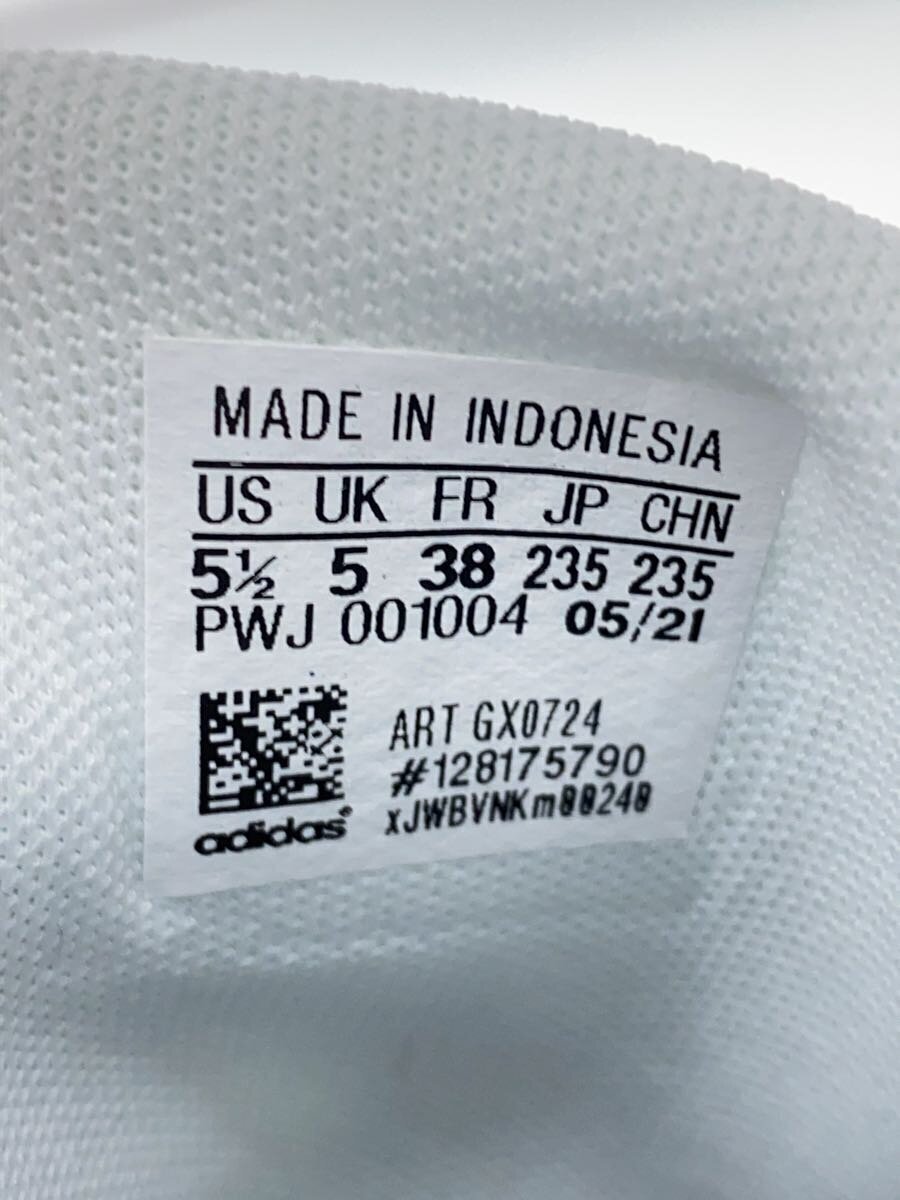 MADE IN INDONESIA
US UK FR JP CHN
5½ 5 38 235 235
PWJ 001004 05/21
ART GX0724
#128175790
xJWBVNKm00240
adidas®